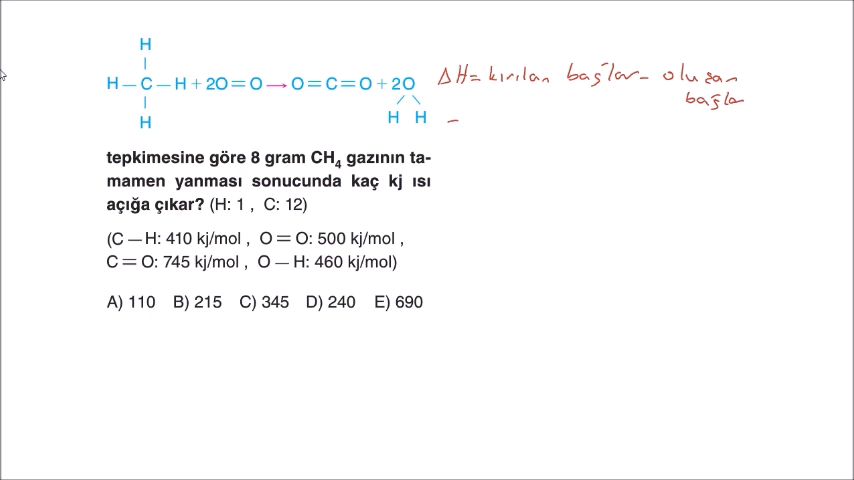 H
H – C – H + 2O = O → O = C = O + 2O
H
H H
ΔH = kırılan bağlar – oluşan
bağla
tepkimesine göre 8 gram CH₄ gazının ta-
mamen yanması sonucunda kaç kj ısı
açığa çıkar? (H: 1 , C: 12)
(C — H: 410 kj/mol , O = O: 500 kj/mol ,
C = O: 745 kj/mol , O — H: 460 kj/mol)
A) 110 B) 215 C) 345 D) 240 E) 690